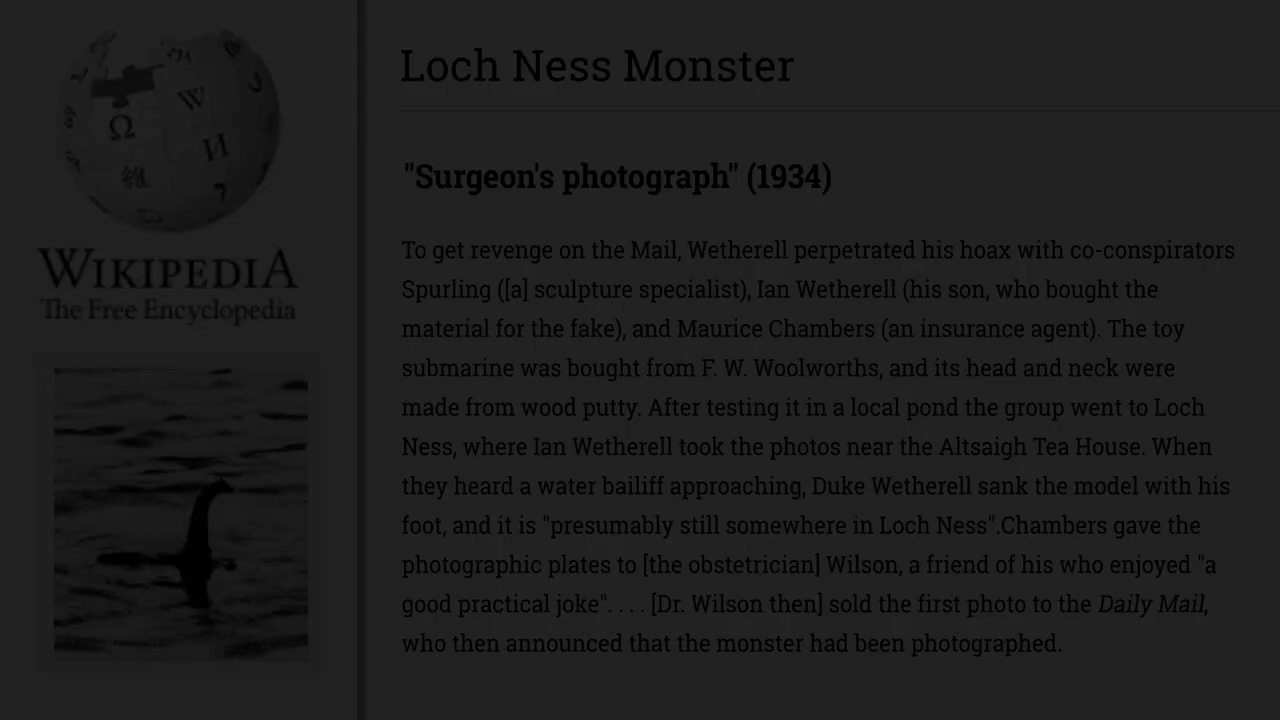 Loch Ness Monster
"Surgeon's photograph" (1934)
To get revenge on the Mail, Wetherell perpetrated his hoax with co-conspirators
Spurling ([a] sculpture specialist), Ian Wetherell (his son, who bought the
material for the fake), and Maurice Chambers (an insurance agent). The toy
submarine was bought from F. W. Woolworths, and its head and neck were
made from wood putty. After testing it in a local pond the group went to Loch
Ness, where Ian Wetherell took the photos near the Altsaigh Tea House. When
they heard a water bailiff approaching, Duke Wetherell sank the model with his
foot, and it is "presumably still somewhere in Loch Ness".Chambers gave the
photographic plates to [the obstetrician] Wilson, a friend of his who enjoyed "a
good practical joke". . . . [Dr. Wilson then] sold the first photo to the Daily Mail,
who then announced that the monster had been photographed.
Ω W
И
維
WIKIPEDIA
The Free Encyclopedia